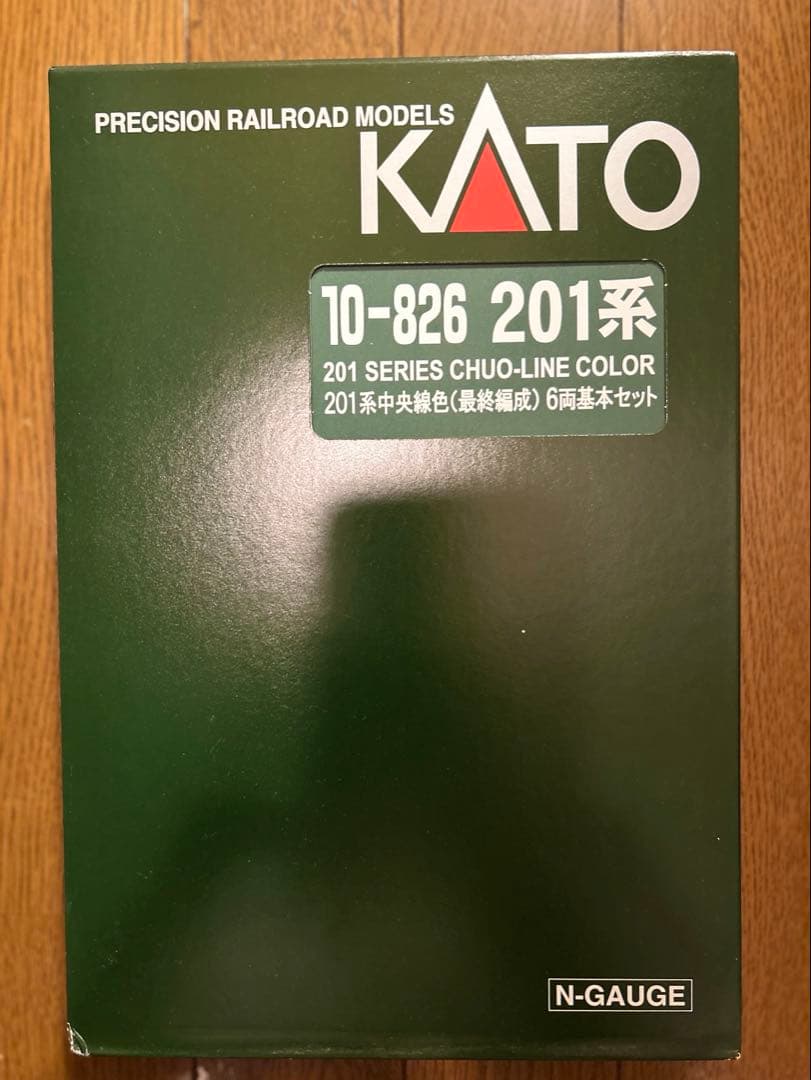 PRECISION RAILROAD MODELS
KATO
10-826 201系
201 SERIES CHUO-LINE COLOR
201系中央線色(最終編成) 6両基本セット
N-GAUGE